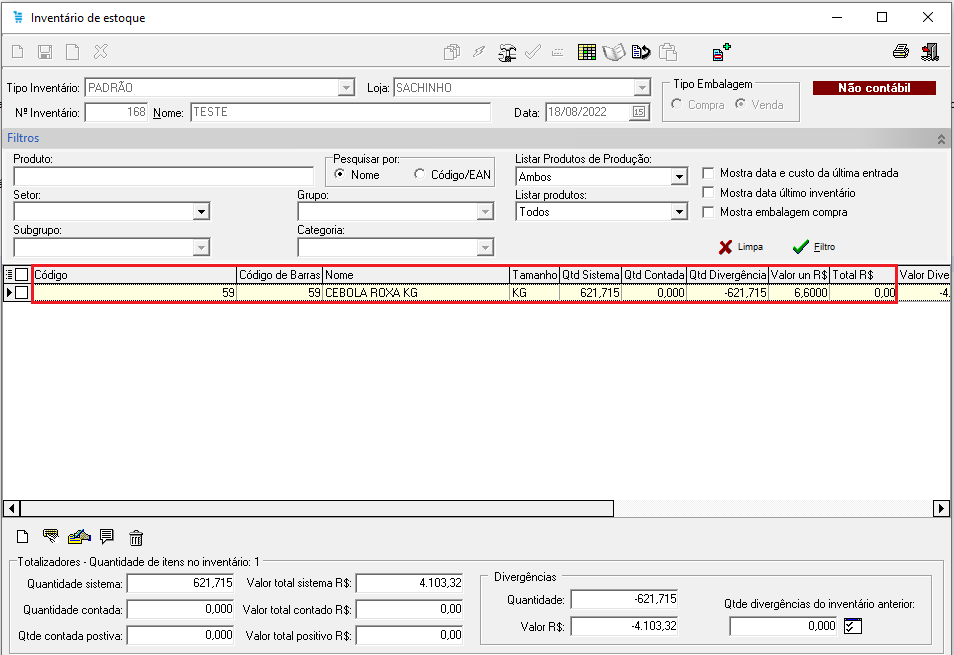 Inventário de estoque
Tipo Inventário: PADRÃO Loja: SACHINHO Tipo Embalagem Não contábil
Compra Venda
Nº Inventário: 168 Nome: TESTE Data: 18/08/2022 15
Filtros
Produto: Pesquisar por: Listar Produtos de Produção:
Nome Código/EAN Ambos Mostra data e custo da última entrada
Setor: Grupo: Listar produtos: Mostra data último inventário
Todos Mostra embalagem compra
Subgrupo: Categoria:
Limpa Filtro
Código Código de Barras Nome Tamanho Qtd Sistema Qtd Contada Qtd Divergência Valor un R$ Total R$ Valor Dive
59 59 CEBOLA ROXA KG KG 621,715 0,000 -621,715 6,6000 0,00 -4.
Totalizadores - Quantidade de itens no inventário: 1
Quantidade sistema: 621,715 Valor total sistema R$: 4.103,32
Quantidade contada: 0,000 Valor total contado R$: 0,00
Qtde contada postiva: 0,000 Valor total positivo R$: 0,00
Divergências
Quantidade: -621,715
Valor R$: -4.103,32
Qtde divergências do inventário anterior:
0,000